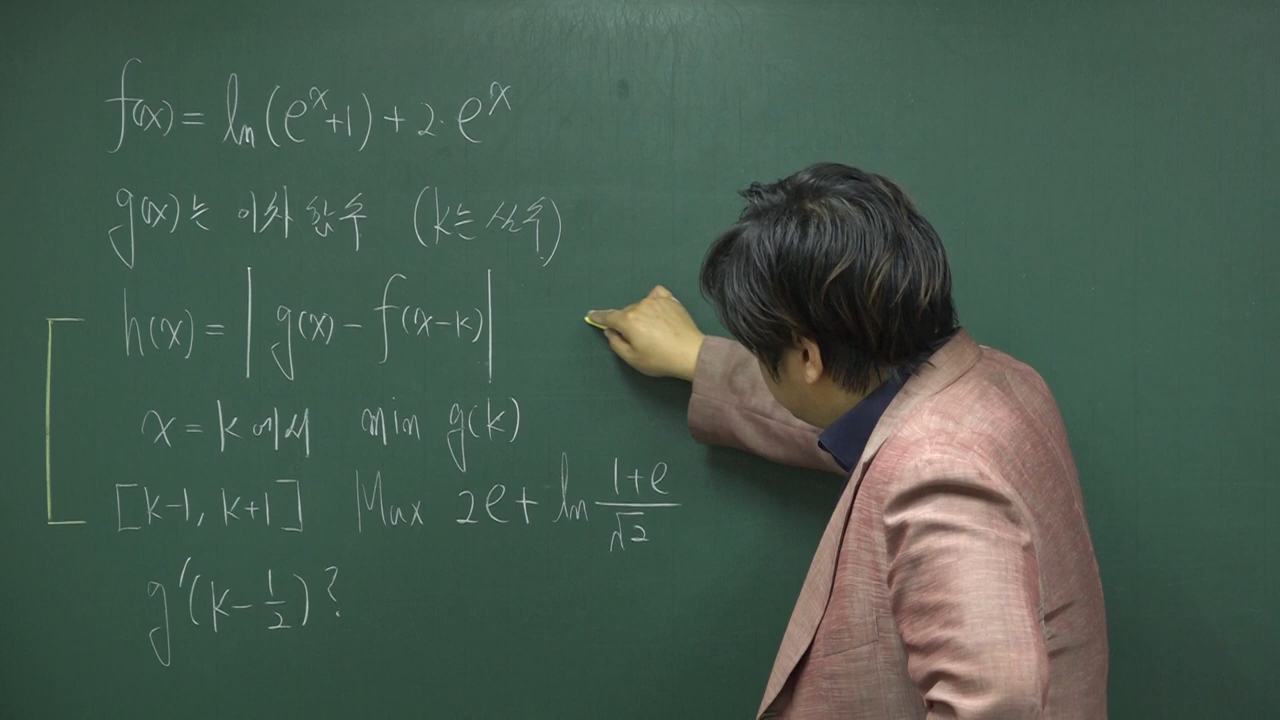 f(x) = ln(e^x+1) + 2·e^x
g(x)는 이차 함수 (k는 실수)
h(x) = | g(x) − f(x−k) |
x = k 에서 min g(k)
[k−1, k+1] Max 2e + ln (1+e)/√2
g′(k − 1/2)?